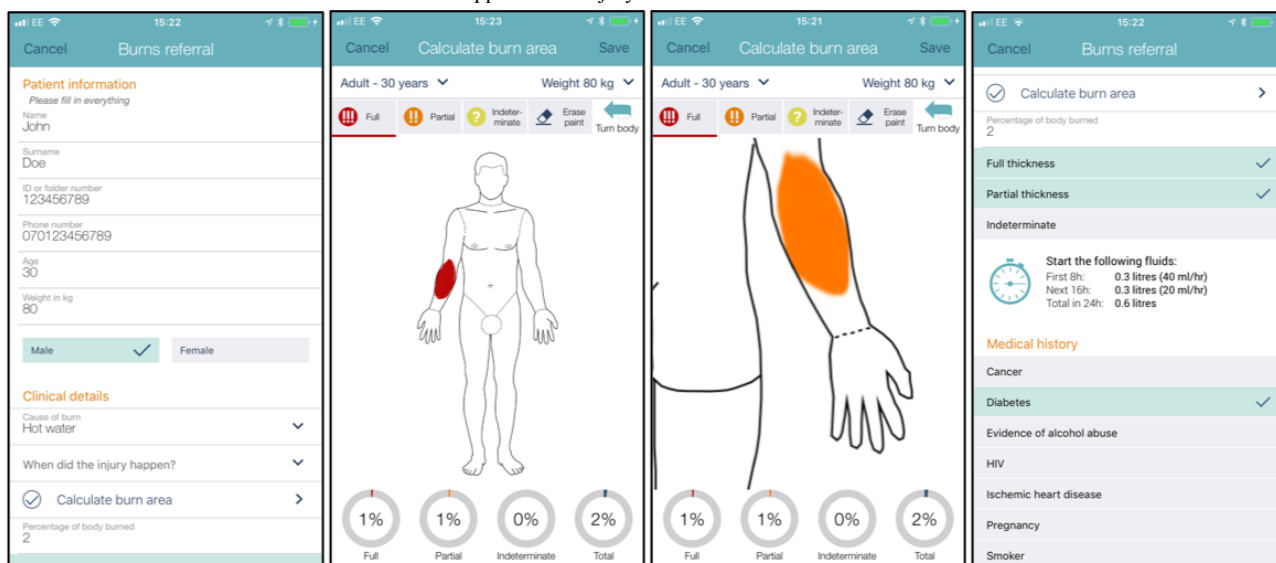 EE 15:22
Cancel Burns referral
Patient information
Please fill in everything
Name
John
Surname
Doe
ID or folder number
123456789
Phone number
070123456789
Age
30
Weight in kg
80
Male Female
Clinical details
Cause of burn
Hot water
When did the injury happen?
Calculate burn area
Percentage of body burned
2
EE 15:23
Cancel Calculate burn area Save
Adult - 30 years Weight 80 kg
!!! Full
!! Partial
? Indeter-
minate
Erase
paint
Turn body
1% 1% 0% 2%
Full Partial Indeterminate Total
EE 15:21
Cancel Calculate burn area Save
Adult - 30 years Weight 80 kg
!!! Full
!! Partial
? Indeter-
minate
Erase
paint
Turn body
1% 1% 0% 2%
Full Partial Indeterminate Total
EE 15:22
Cancel Burns referral
Calculate burn area
Percentage of body burned
2
Full thickness
Partial thickness
Indeterminate
Start the following fluids:
First 8h: 0.3 litres (40 ml/hr)
Next 16h: 0.3 litres (20 ml/hr)
Total in 24h: 0.6 litres
Medical history
Cancer
Diabetes
Evidence of alcohol abuse
HIV
Ischemic heart disease
Pregnancy
Smoker